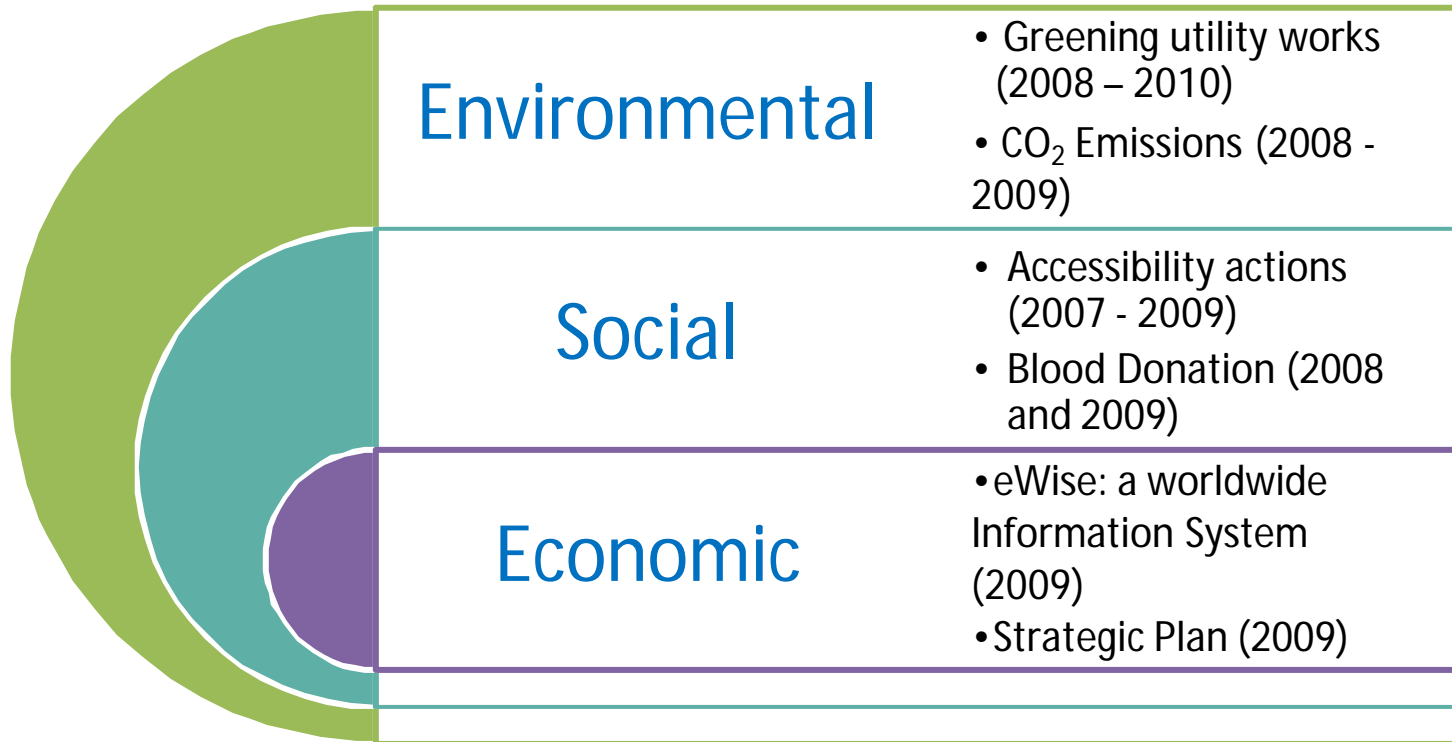 Environmental
• Greening utility works
(2008 – 2010)
• CO₂ Emissions (2008 -
2009)
Social
• Accessibility actions
(2007 - 2009)
• Blood Donation (2008
and 2009)
Economic
•eWise: a worldwide
Information System
(2009)
•Strategic Plan (2009)